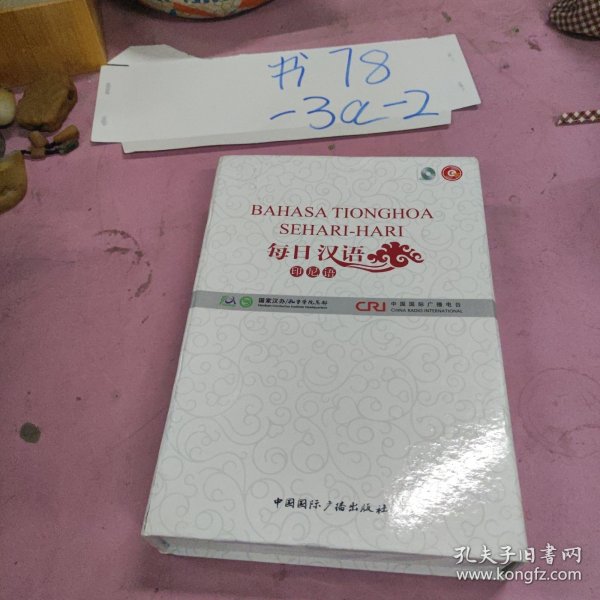 书 78
-3a-2
BAHASA TIONGHOA
SEHARI-HARI
每日汉语
印尼语
国家汉办/孔子学院总部
CRI 中国国际广播电台
CHINA RADIO INTERNATIONAL
中国国际广播出版社
孔夫子旧书网
www.kongfz.com